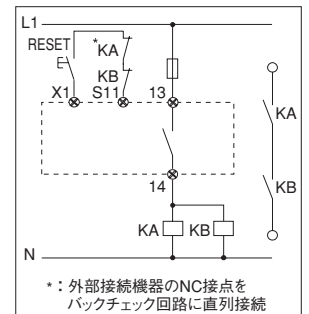 L1
RESET
*KA
KB
X1 S11 13
KA
KB
14
KA KB
N
*：外部接続機器のNC接点を
バックチェック回路に直列接続